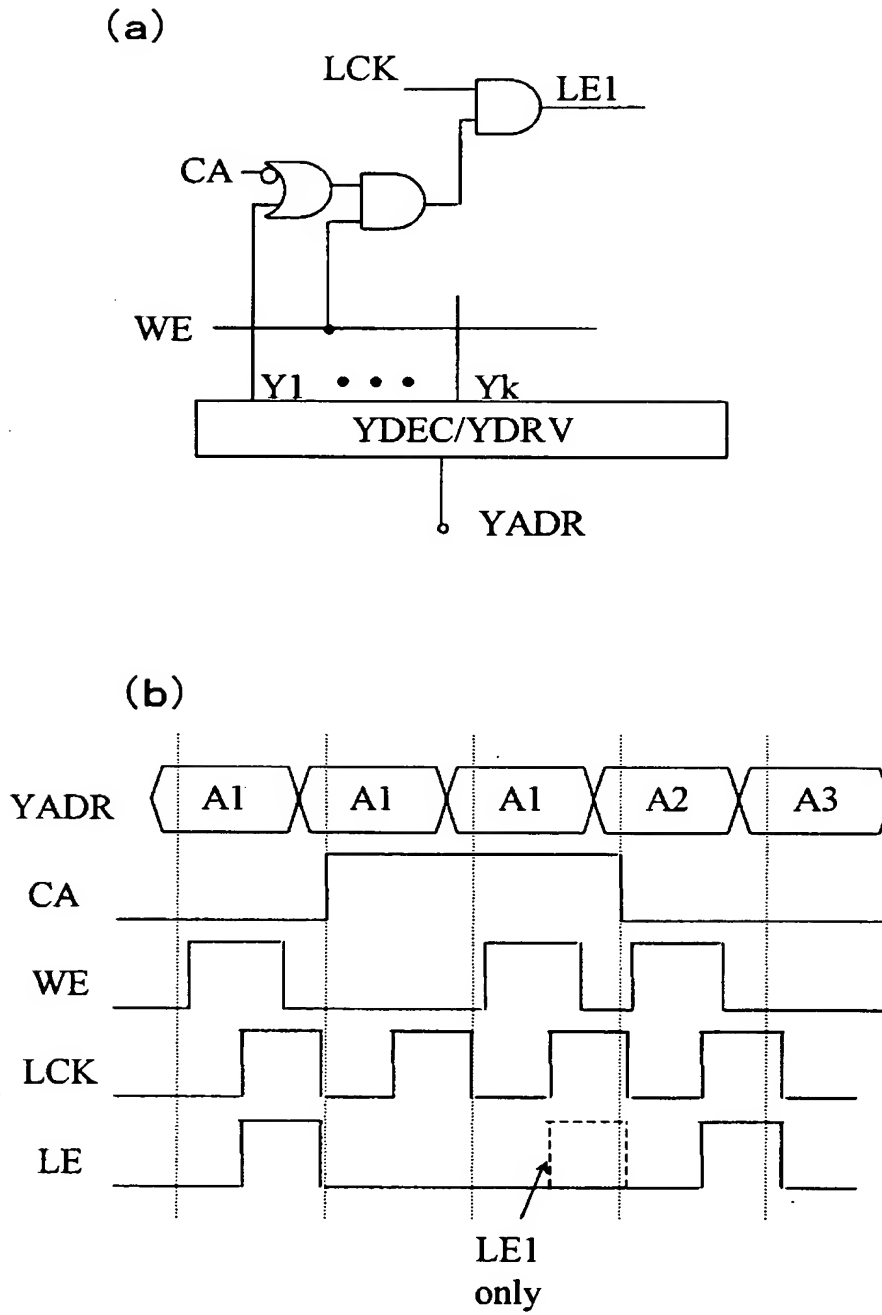 (a)
LCK
LE1
CA
WE
Y1 • • • Yk
YDEC/YDRV
YADR
(b)
YADR A1 A1 A1 A2 A3
CA
WE
LCK
LE
LE1
only